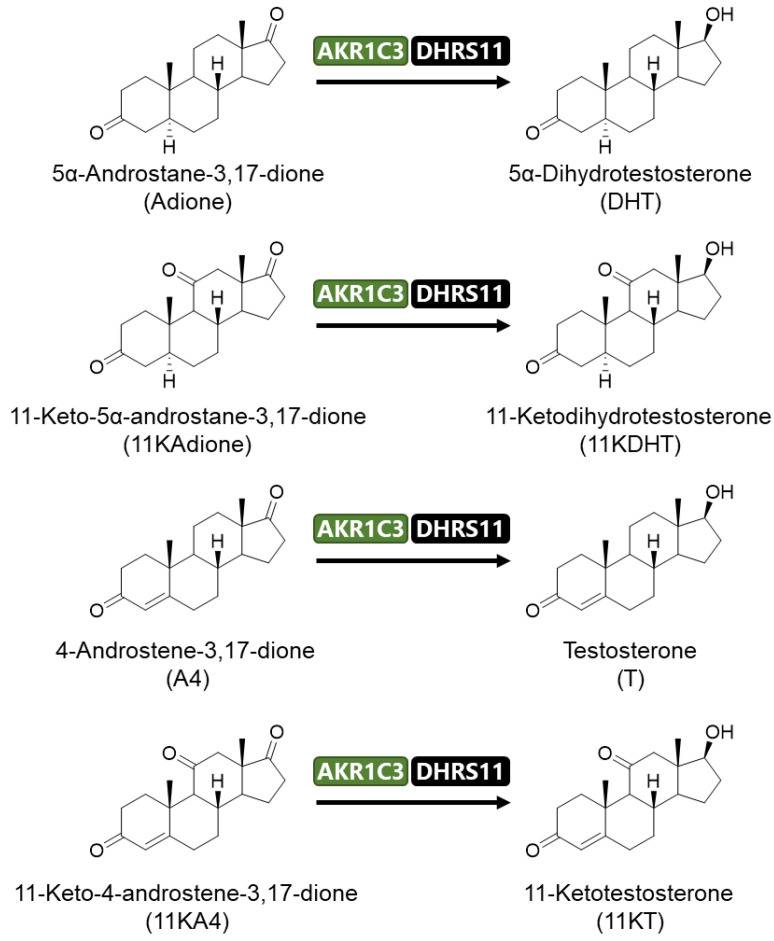 O O OH
H AKR1C3 DHRS11 H
O H O H
5α-Androstane-3,17-dione 5α-Dihydrotestosterone
(Adione) (DHT)
O O O OH
H AKR1C3 DHRS11 H
O H O H
11-Keto-5α-androstane-3,17-dione 11-Ketodihydrotestosterone
(11KAdione) (11KDHT)
O OH
H AKR1C3 DHRS11 H
O O
4-Androstene-3,17-dione Testosterone
(A4) (T)
O O O OH
H AKR1C3 DHRS11 H
O O
11-Keto-4-androstene-3,17-dione 11-Ketotestosterone
(11KA4) (11KT)